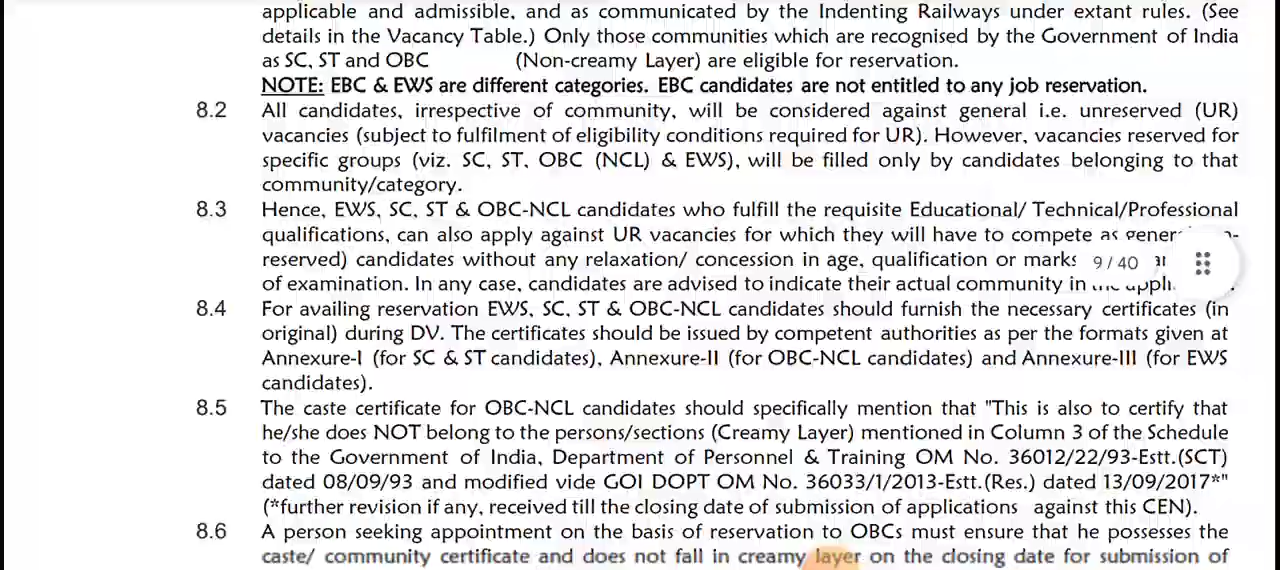 applicable and admissible, and as communicated by the Indenting Railways under extant rules. (See
details in the Vacancy Table.) Only those communities which are recognised by the Government of India
as SC, ST and OBC (Non-creamy Layer) are eligible for reservation.
NOTE: EBC & EWS are different categories. EBC candidates are not entitled to any job reservation.
8.2 All candidates, irrespective of community, will be considered against general i.e. unreserved (UR)
vacancies (subject to fulfilment of eligibility conditions required for UR). However, vacancies reserved for
specific groups (viz. SC, ST, OBC (NCL) & EWS), will be filled only by candidates belonging to that
community/category.
8.3 Hence, EWS, SC, ST & OBC-NCL candidates who fulfill the requisite Educational/ Technical/Professional
qualifications, can also apply against UR vacancies for which they will have to compete as
reserved) candidates without any relaxation/ concession in age, qualification or marks 9/40
of examination. In any case, candidates are advised to indicate their actual community in
8.4 For availing reservation EWS, SC, ST & OBC-NCL candidates should furnish the necessary certificates (in
original) during DV. The certificates should be issued by competent authorities as per the formats given at
Annexure-I (for SC & ST candidates), Annexure-II (for OBC-NCL candidates) and Annexure-III (for EWS
candidates).
8.5 The caste certificate for OBC-NCL candidates should specifically mention that "This is also to certify that
he/she does NOT belong to the persons/sections (Creamy Layer) mentioned in Column 3 of the Schedule
to the Government of India, Department of Personnel & Training OM No. 36012/22/93-Estt.(SCT)
dated 08/09/93 and modified vide GOI DOPT OM No. 36033/1/2013-Estt.(Res.) dated 13/09/2017*"
(*further revision if any, received till the closing date of submission of applications against this CEN).
8.6 A person seeking appointment on the basis of reservation to OBCs must ensure that he possesses the
caste/ community certificate and does not fall in creamy layer on the closing date for submission of